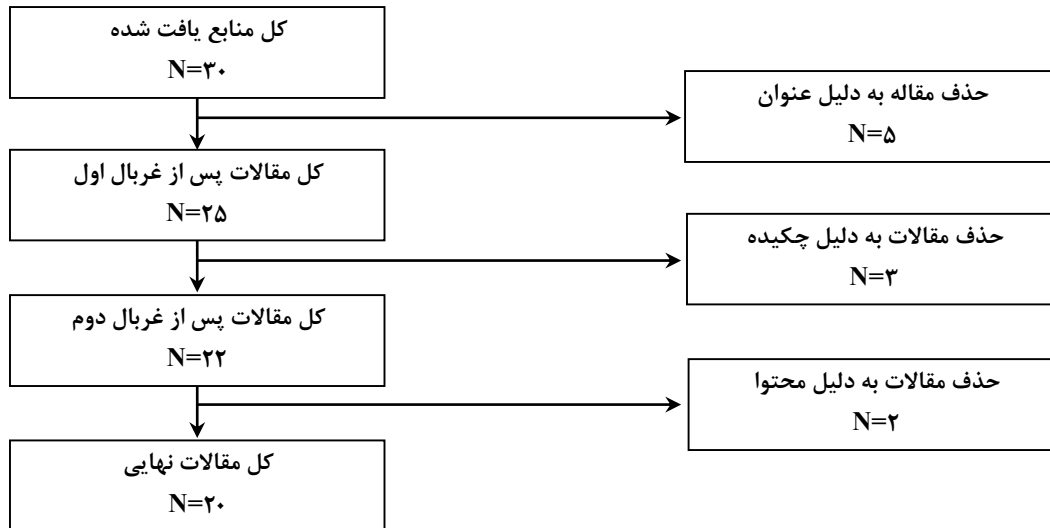 کل منابع یافت شده
N=۳۰
حذف مقاله به دلیل عنوان
N=۵
کل مقالات پس از غربال اول
N=۲۵
حذف مقالات به دلیل چکیده
N=۳
کل مقالات پس از غربال دوم
N=۲۲
حذف مقالات به دلیل محتوا
N=۲
کل مقالات نهایی
N=۲۰